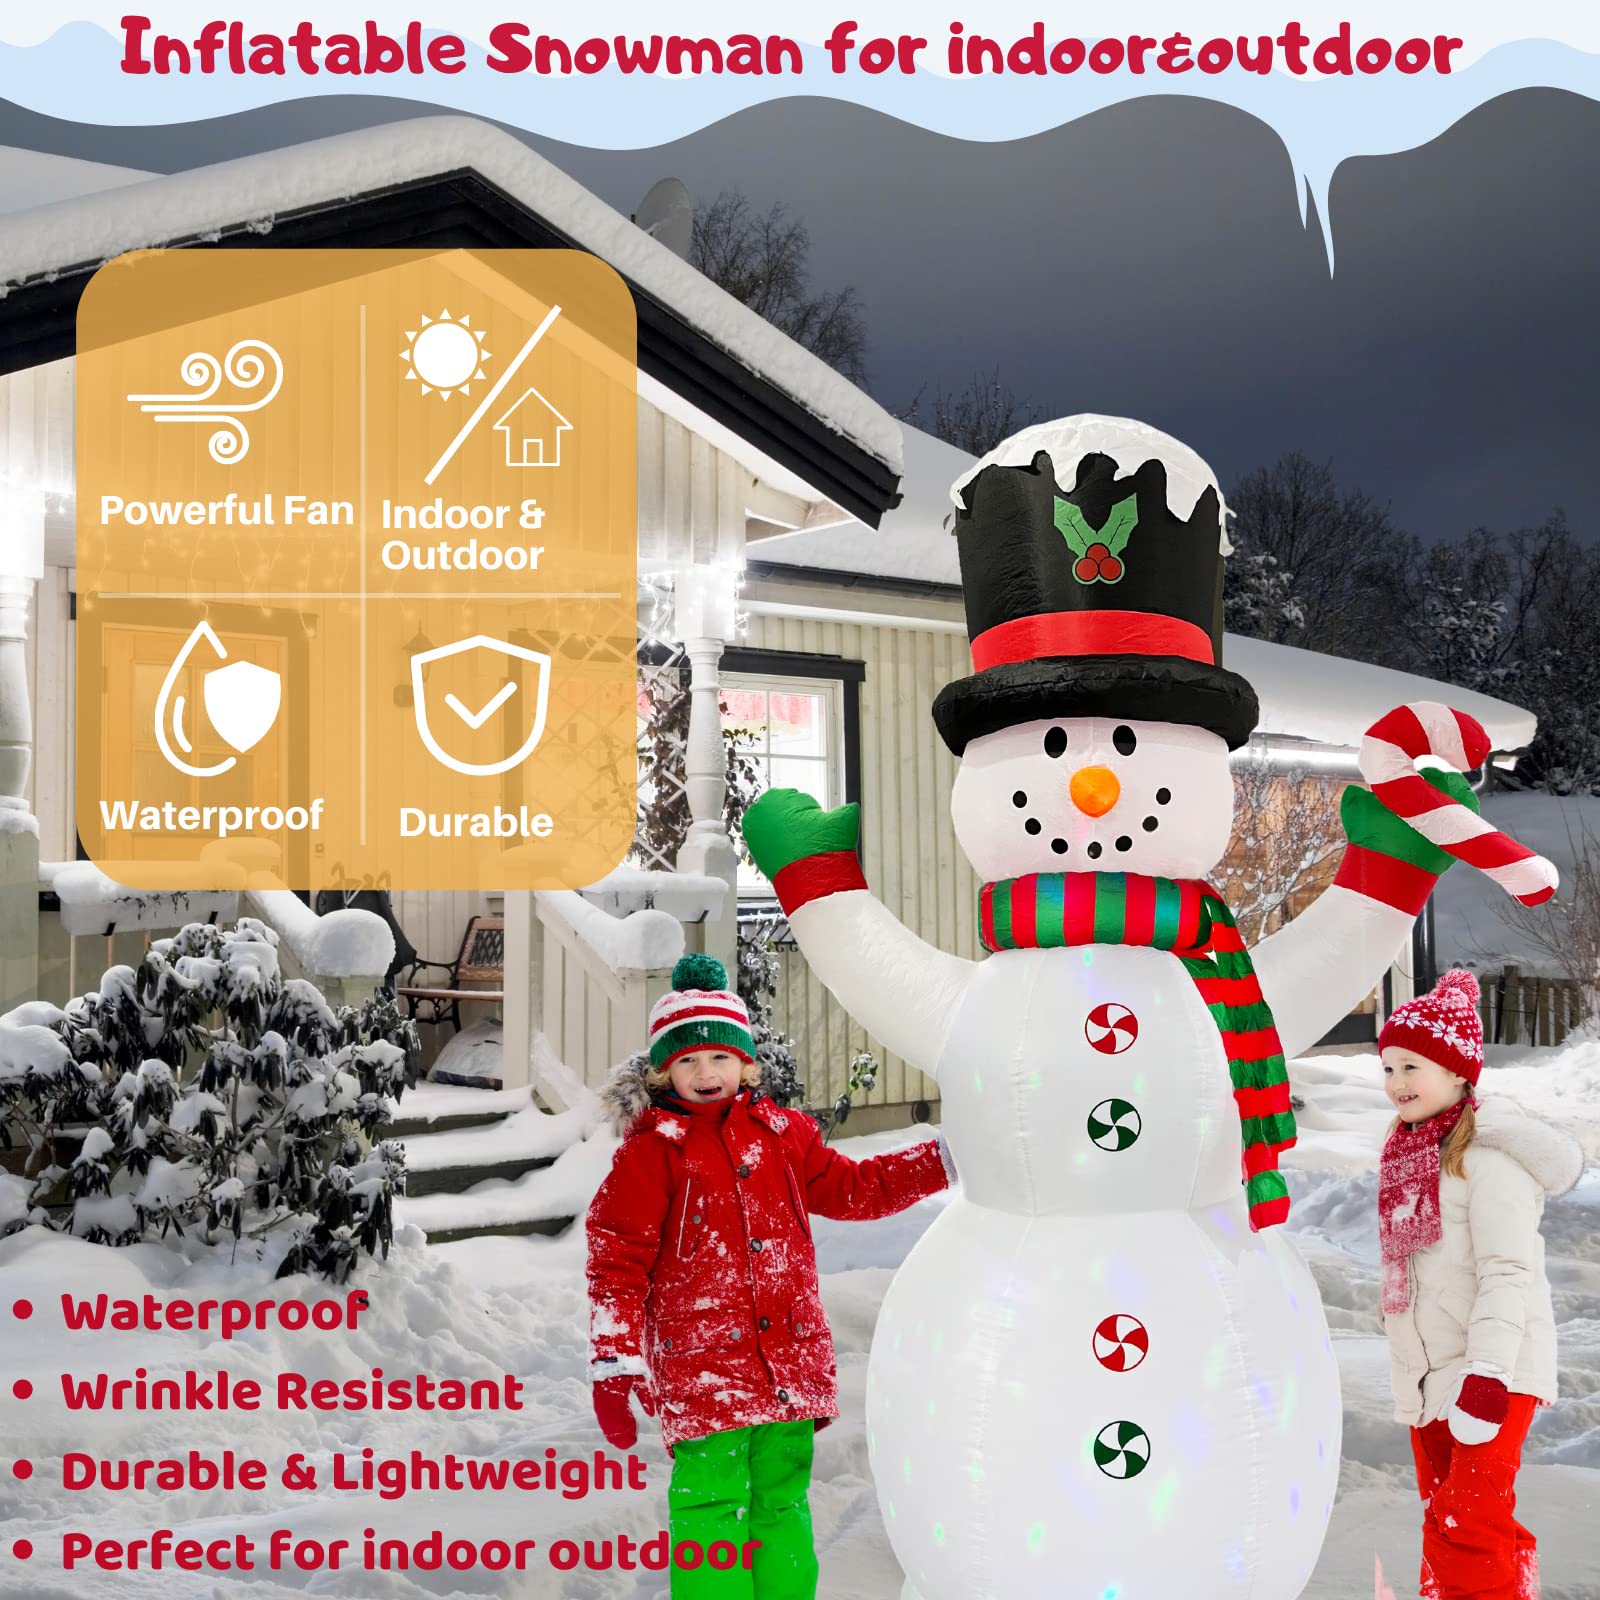 Inflatable Snowman for indoor&outdoor
Powerful Fan
Indoor &
Outdoor
Waterproof
Durable
• Waterproof
• Wrinkle Resistant
• Durable & Lightweight
• Perfect for indoor outdoor